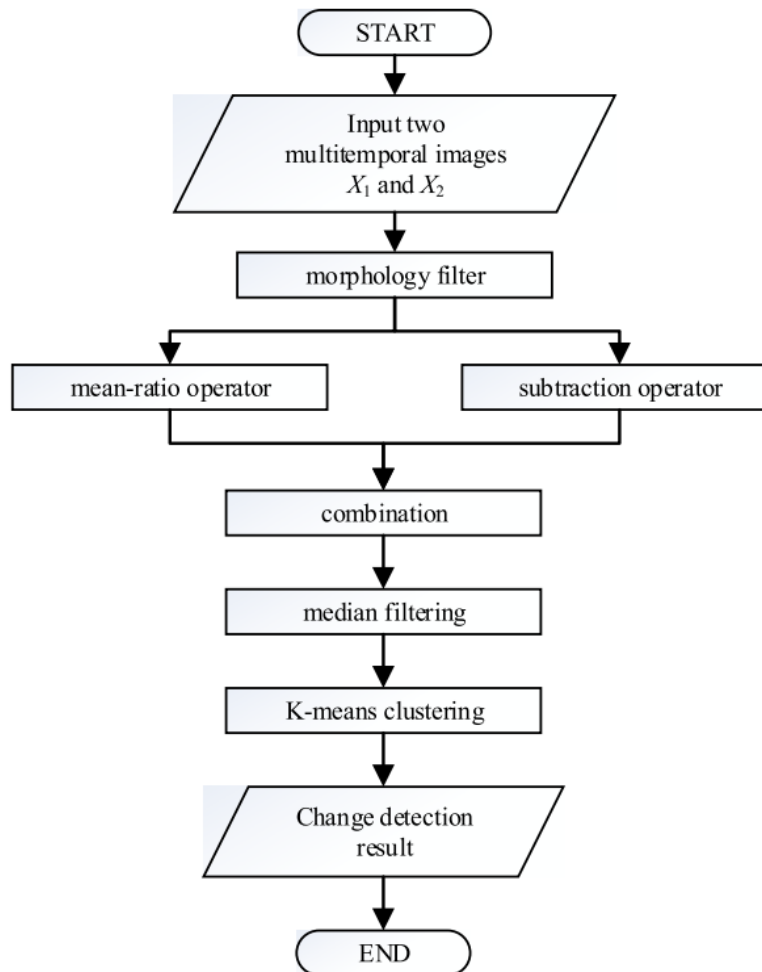 START
Input two
multitemporal images
X₁ and X₂
morphology filter
mean-ratio operator
subtraction operator
combination
median filtering
K-means clustering
Change detection
result
END